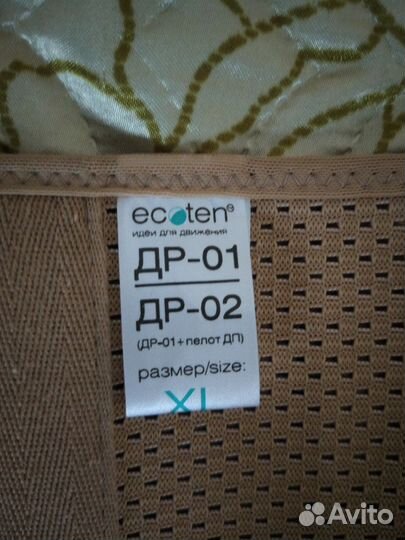 ecoten
идеи для движения
ДР-01
ДР-02
(ДР-01+пелот ДП)
размер/size:
XL
Avito